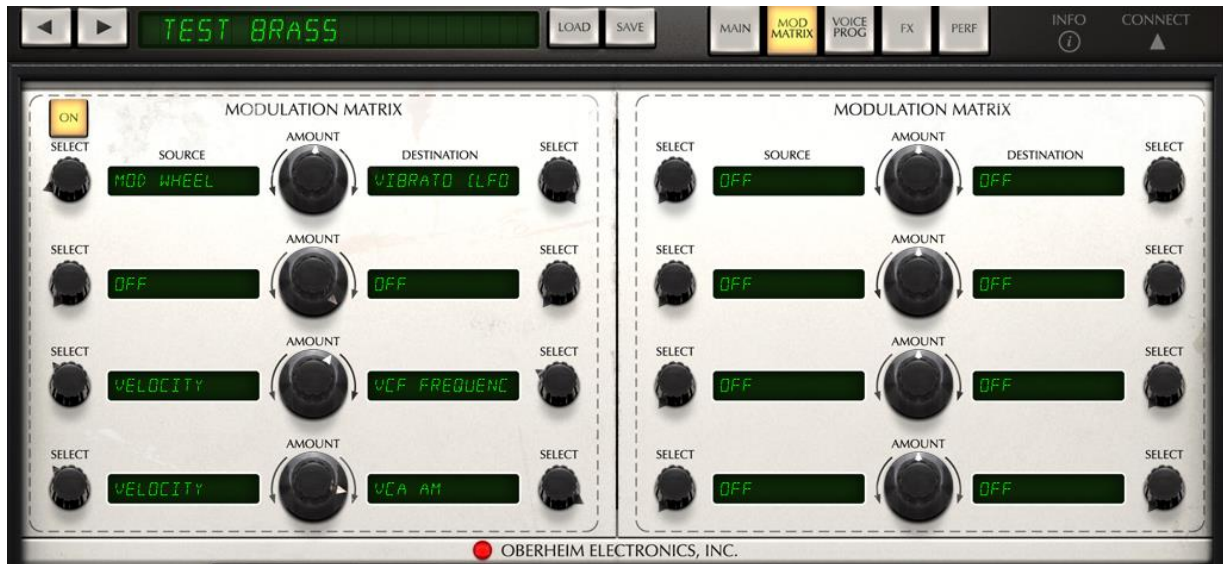 TEST BRASS LOAD SAVE MAIN MOD MATRIX VOICE PROG FX PERF INFO i CONNECT
ON MODULATION MATRIX
SELECT SOURCE AMOUNT DESTINATION SELECT
MOD WHEEL VIBRATO (LFO
SELECT AMOUNT SELECT
OFF OFF
SELECT AMOUNT SELECT
VELOCITY VCF FREQUENC
SELECT AMOUNT SELECT
VELOCITY VCA AM
MODULATION MATRIX
SELECT SOURCE AMOUNT DESTINATION SELECT
OFF OFF
SELECT AMOUNT SELECT
OFF OFF
SELECT AMOUNT SELECT
OFF OFF
SELECT AMOUNT SELECT
OFF OFF
OBERHEIM ELECTRONICS, INC.